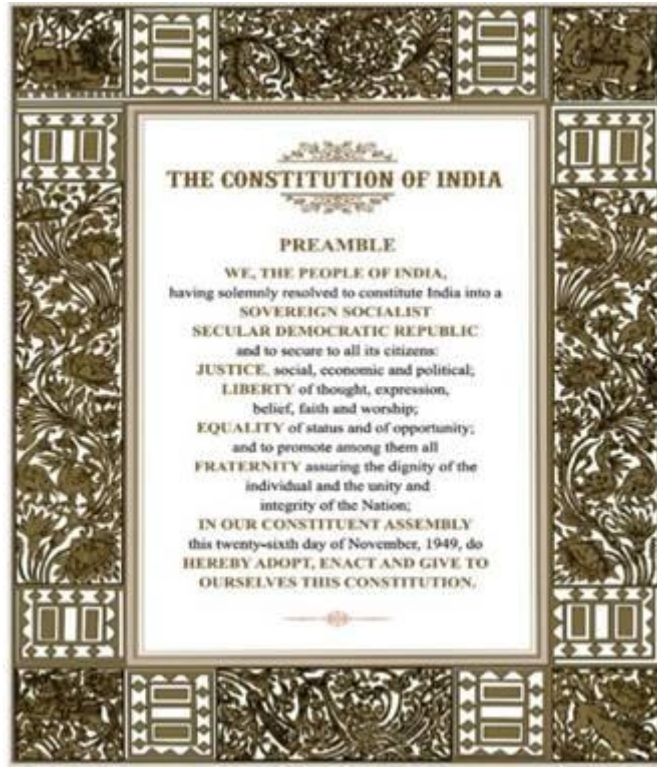 THE CONSTITUTION OF INDIA
PREAMBLE
WE, THE PEOPLE OF INDIA,
having solemnly resolved to constitute India into a
SOVEREIGN SOCIALIST
SECULAR DEMOCRATIC REPUBLIC
and to secure to all its citizens:
JUSTICE, social, economic and political;
LIBERTY of thought, expression,
belief, faith and worship;
EQUALITY of status and of opportunity;
and to promote among them all
FRATERNITY assuring the dignity of the
individual and the unity and
integrity of the Nation;
IN OUR CONSTITUENT ASSEMBLY
this twenty-sixth day of November, 1949, do
HEREBY ADOPT, ENACT AND GIVE TO
OURSELVES THIS CONSTITUTION.